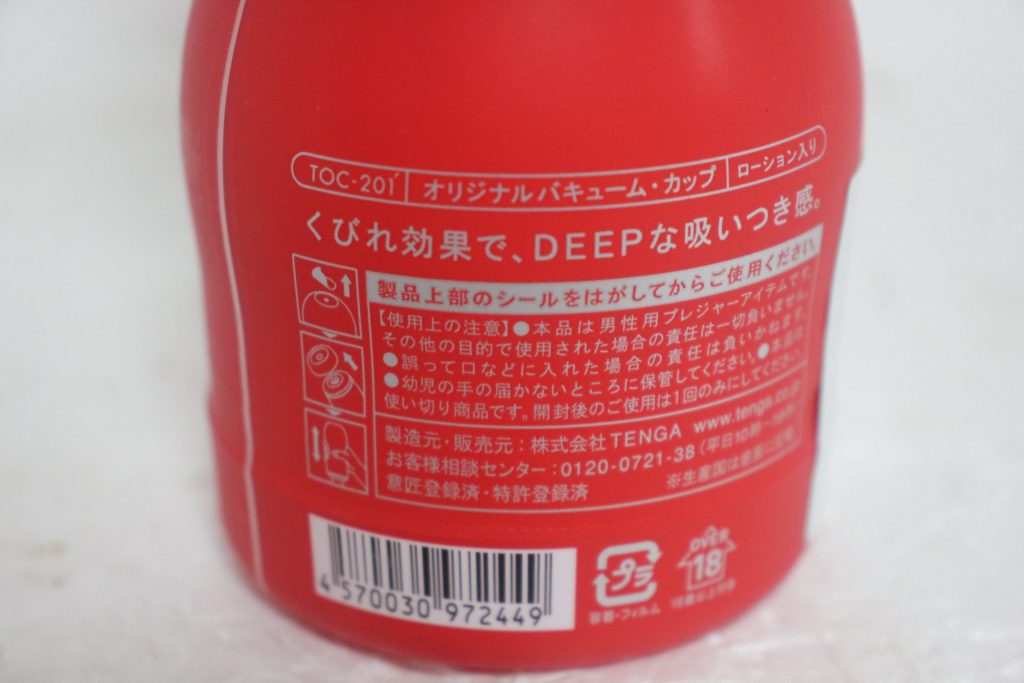 TOC-201 オリジナルバキューム・カップ ローション入り
くびれ効果で、DEEPな吸いつき感。
製品上部のシールをはがしてからご使用ください。
【使用上の注意】●本品は男性用プレジャーアイテムです。
その他の目的で使用された場合の責任は一切負いません。
●誤って口などに入れた場合の責任は負いかねます。
●幼児の手の届かないところに保管してください。●本品は
使い切り商品です。開封後のご使用は1回のみにしてください。
製造元・販売元：株式会社TENGA www.tenga.co.jp
お客様相談センター：0120-0721-38（平日10時～
意匠登録済・特許登録済 ※生産国は
4 570030 972449
プラ
容器・フィルム
OVER
18